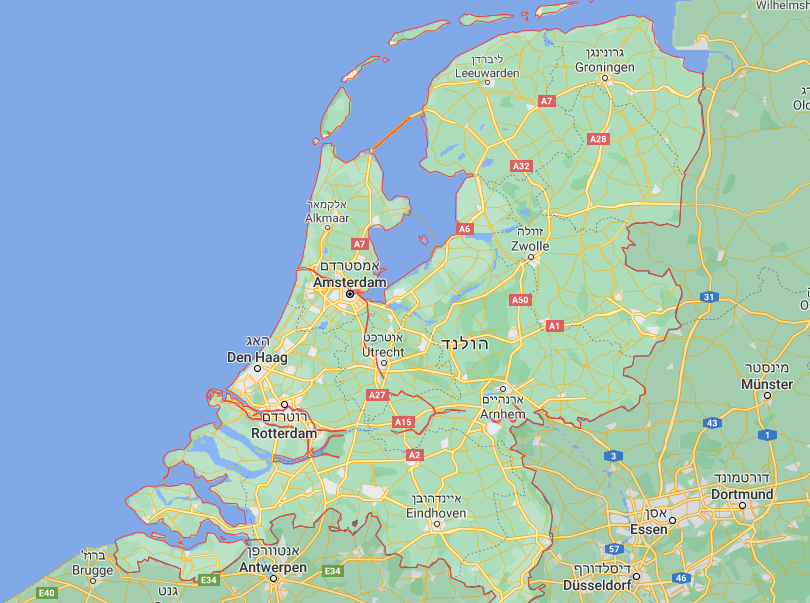 Wilhelmsh
גרונינגן
Groningen
ליברדן
Leeuwarden
A7
A28
A32
אלקמאר
Alkmaar
A6
זוולה
Zwolle
A7
אמסטרדם
Amsterdam
31
A50
A1
האג
Den Haag
אוטרכט
Utrecht
הולנד
מינסטר
Münster
A27
ארנהיים
Arnhem
רוטרדם
Rotterdam
A15
43
1
A2
3
דורטמונד
Dortmund
איינדהובן
Eindhoven
אסן
Essen
57
ברוז'
Brugge
אנטוורפן
Antwerpen
E34
E34
דיסלדורף
Düsseldorf
46
E40
גנט